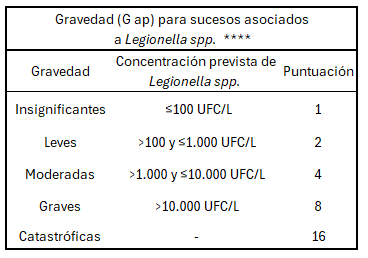 Gravedad (G ap) para sucesos asociados
a Legionella spp. ****
Gravedad Concentración prevista de Legionella spp. Puntuación
Insignificantes ≤100 UFC/L 1
Leves >100 y ≤1.000 UFC/L 2
Moderadas >1.000 y ≤10.000 UFC/L 4
Graves >10.000 UFC/L 8
Catastróficas - 16